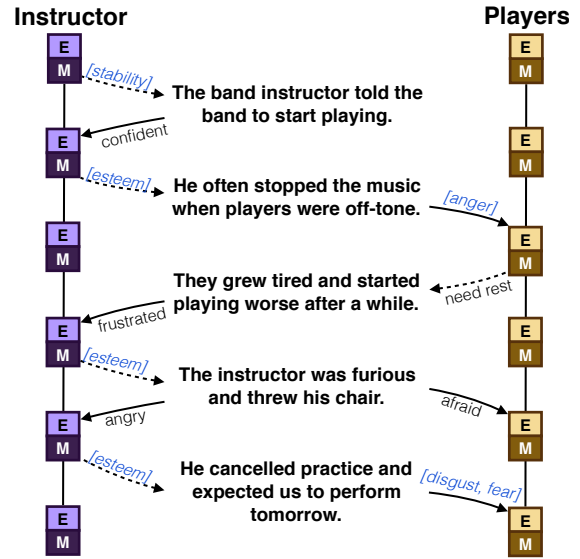 Instructor
Players
E
M
E
M
[stability]
The band instructor told the
band to start playing.
confident
E
M
E
M
[esteem]
He often stopped the music
when players were off-tone.
[anger]
E
M
E
M
They grew tired and started
playing worse after a while.
need rest
frustrated
E
M
E
M
[esteem]
The instructor was furious
and threw his chair.
angry
afraid
E
M
E
M
[esteem]
He cancelled practice and
expected us to perform
tomorrow.
[disgust, fear]
E
M
E
M